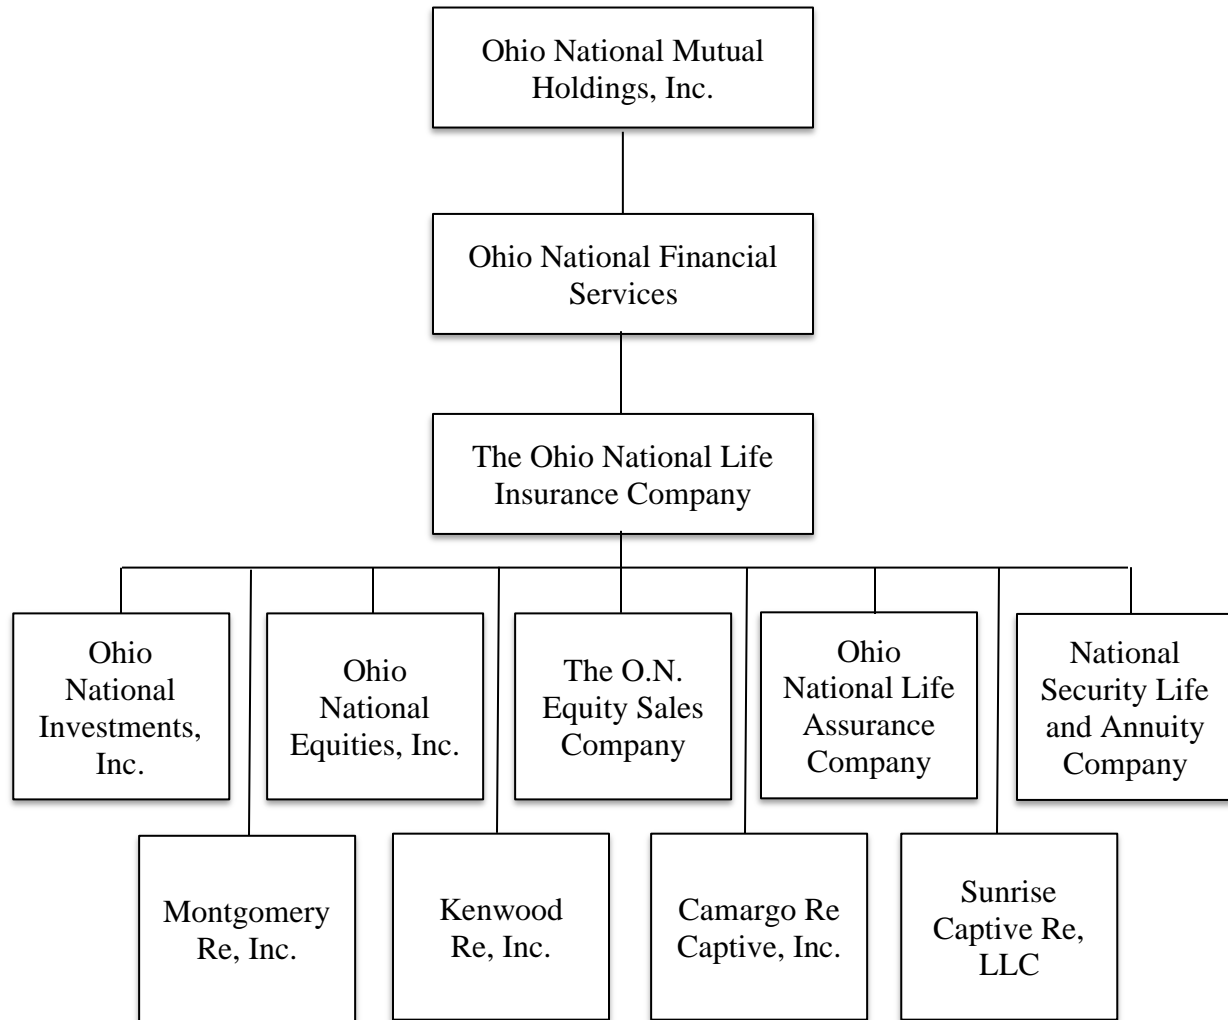 Ohio National Mutual
Holdings, Inc.
Ohio National Financial
Services
The Ohio National Life
Insurance Company
Ohio
National
Investments,
Inc.
Ohio
National
Equities, Inc.
The O.N.
Equity Sales
Company
Ohio
National Life
Assurance
Company
National
Security Life
and Annuity
Company
Montgomery
Re, Inc.
Kenwood
Re, Inc.
Camargo Re
Captive, Inc.
Sunrise
Captive Re,
LLC